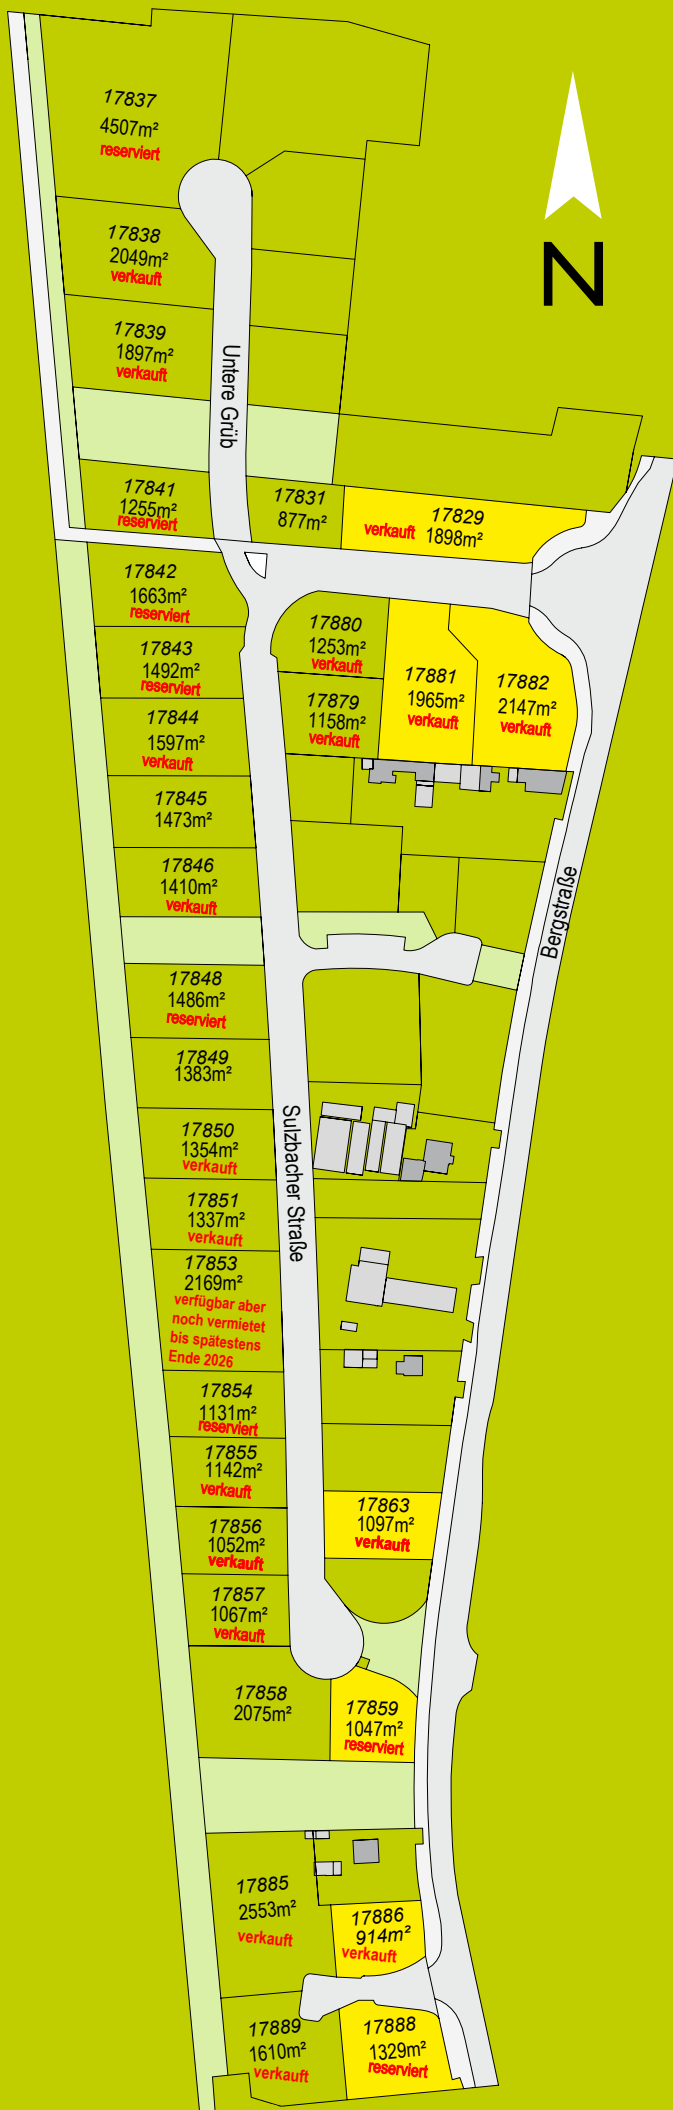 17837
4507m²
reserviert
17838
2049m²
verkauft
N
17839
1897m²
verkauft
Untere Grüb
17841
1255m²
reserviert
17831
877m²
17829
verkauft 1898m²
17842
1663m²
reserviert
17843
1492m²
reserviert
17880
1253m²
verkauft
17881
1965m²
verkauft
17882
2147m²
verkauft
17879
1158m²
verkauft
17844
1597m²
verkauft
17845
1473m²
17846
1410m²
verkauft
Bergstraße
17848
1486m²
reserviert
17849
1383m²
17850
1354m²
verkauft
Sulzbacher Straße
17851
1337m²
verkauft
17853
2169m²
verfügbar aber
noch vermietet
bis spätestens
Ende 2026
17854
1131m²
reserviert
17855
1142m²
verkauft
17863
1097m²
verkauft
17856
1052m²
verkauft
17857
1067m²
verkauft
17858
2075m²
17859
1047m²
reserviert
17885
2553m²
verkauft
17886
914m²
verkauft
17889
1610m²
verkauft
17888
1329m²
reserviert